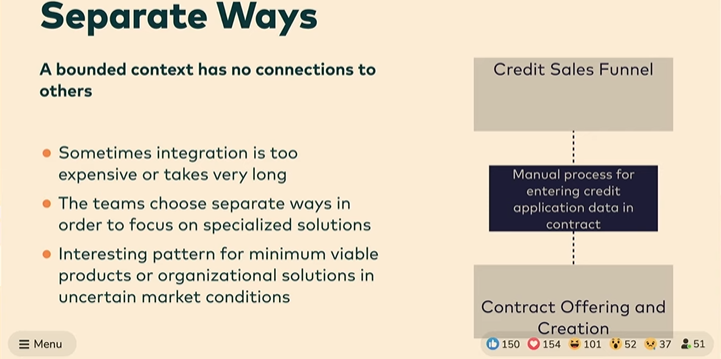 Separate Ways
A bounded context has no connections to
others
Sometimes integration is too
expensive or takes very long
The teams choose separate ways in
order to focus on specialized solutions
Interesting pattern for minimum viable
products or organizational solutions in
uncertain market conditions
Credit Sales Funnel
Manual process for
entering credit
application data in
contract
Contract Offering and
Creation
Menu
150 154 101 52 37 51